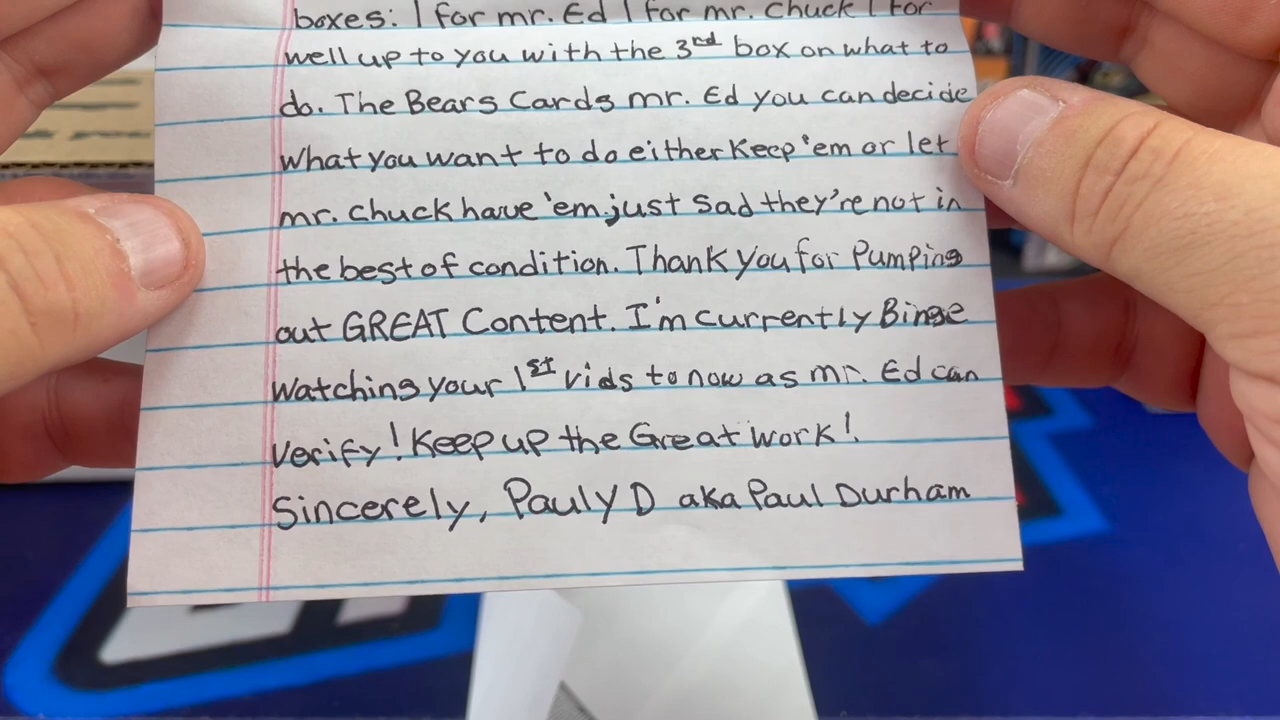 boxes: 1 for mr. Ed 1 for mr. Chuck 1 for
well up to you with the 3rd box on what to
do. The Bears Cards mr. Ed you can decide
what you want to do either Keep 'em or let
mr. Chuck have 'em. just sad they're not in
the best of condition. Thank you for Pumping
out GREAT Content. I'm currently Binge
watching your 1st vids to now as mr. Ed can
verify! Keep up the Great work!
Sincerely, Pauly D aka Paul Durham